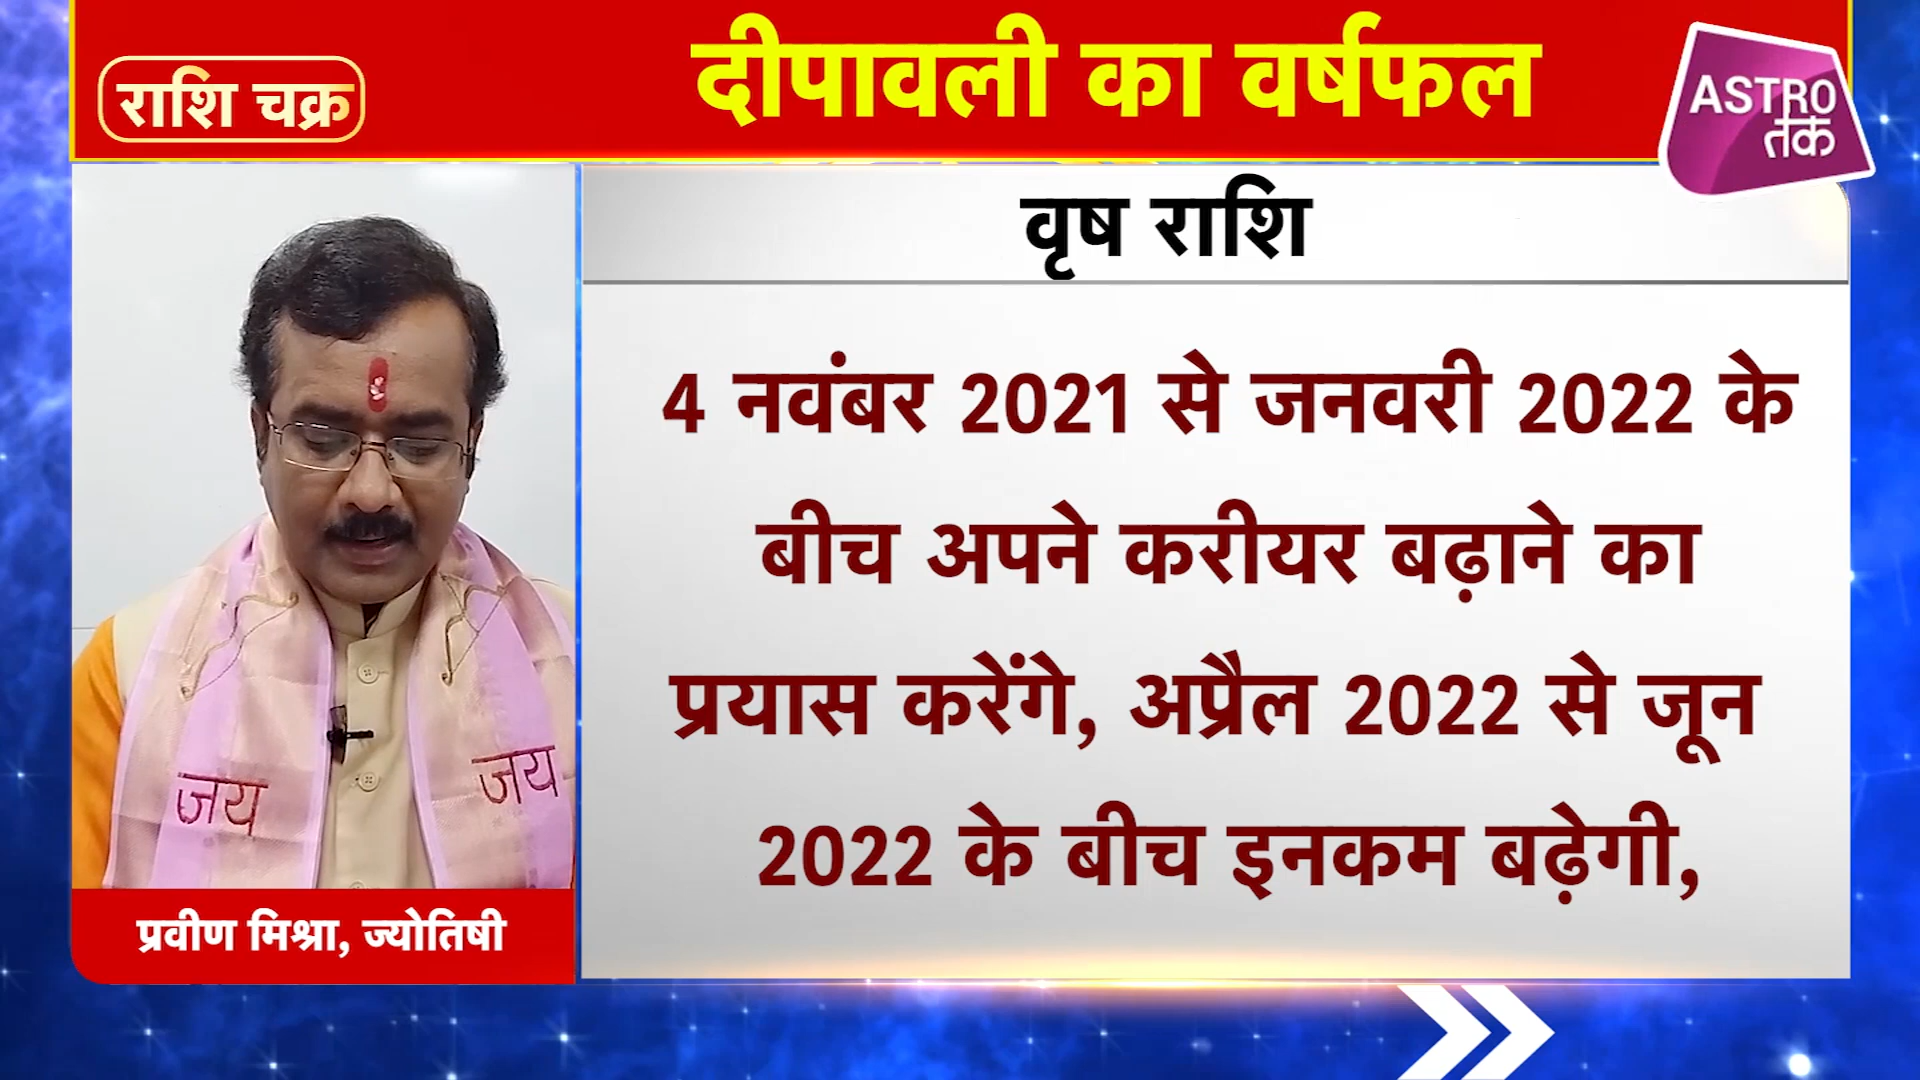 राशि चक्र
दीपावली का वर्षफल
ASTRO
तक
वृष राशि
4 नवंबर 2021 से जनवरी 2022 के
बीच अपने करीयर बढ़ाने का
प्रयास करेंगे, अप्रैल 2022 से जून
2022 के बीच इनकम बढ़ेगी,
जय
जय
प्रवीण मिश्रा, ज्योतिषी